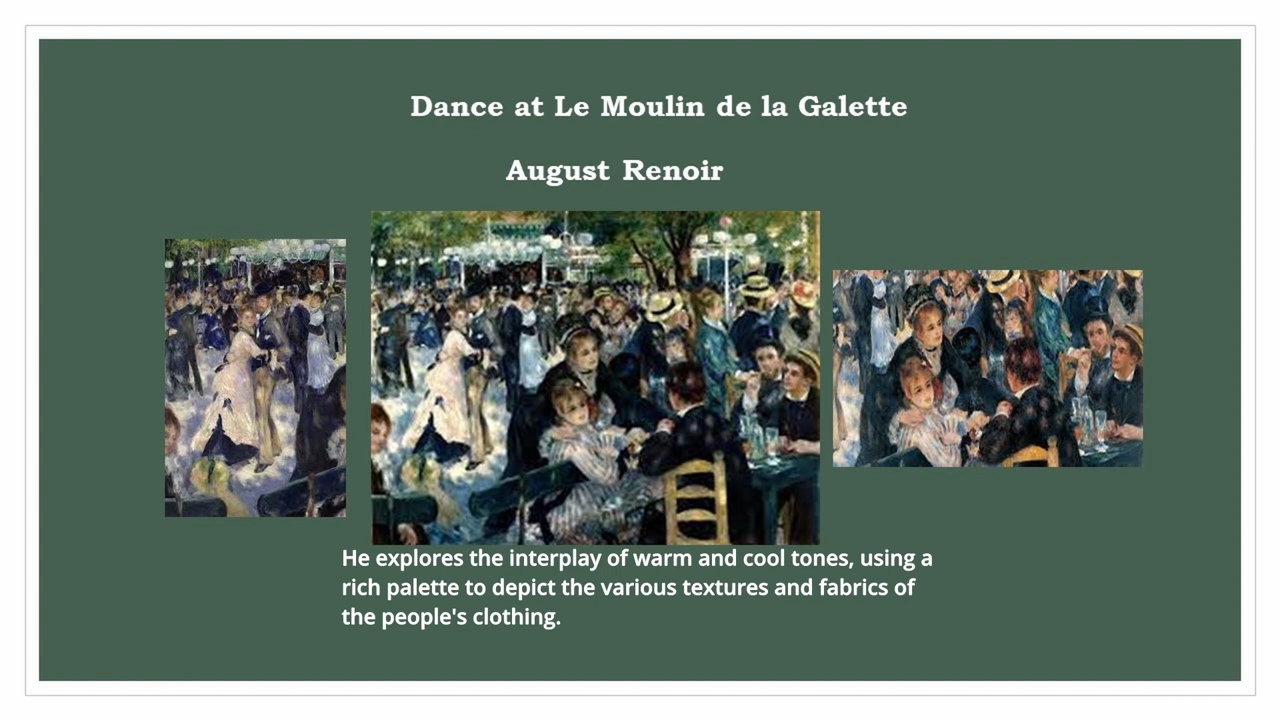 Dance at Le Moulin de la Galette
August Renoir
He explores the interplay of warm and cool tones, using a
rich palette to depict the various textures and fabrics of
the people's clothing.